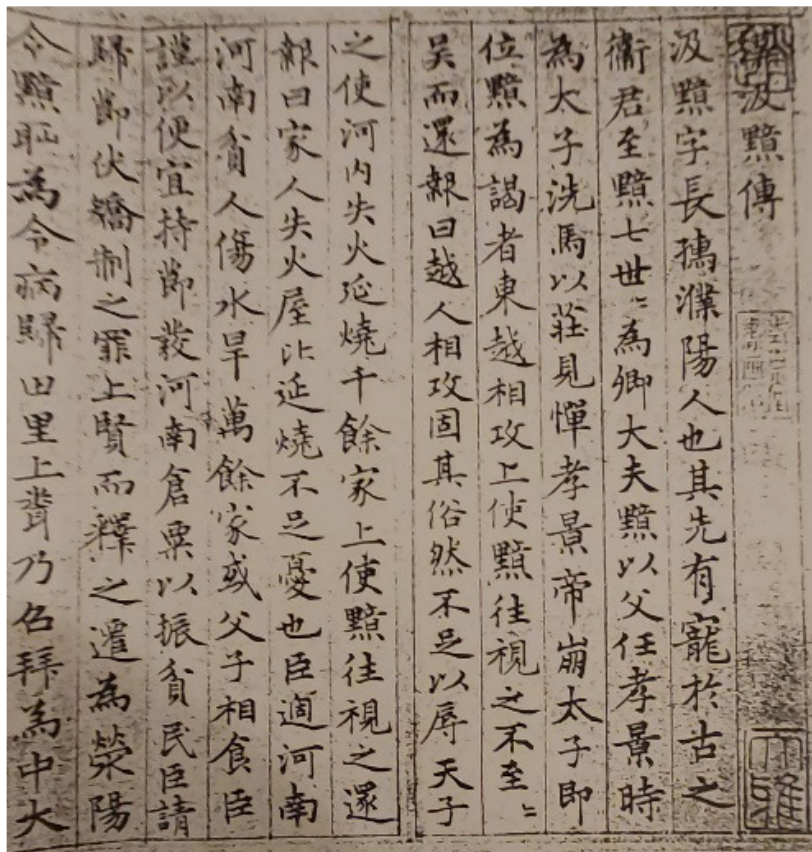 汲黯傳
汲黯字長孺濮陽人也其先有寵於古之
衛君至黯七世〻為卿大夫黯以父任孝景時
為太子洗馬以莊見憚孝景帝崩太子即
位黯為謁者東越相攻上使黯往視之不至〻
吳而還報曰越人相攻固其俗然不足以辱天子
之使河内失火延燒千餘家上使黯往視之還
報曰家人失火屋比延燒不足憂也臣過河南
河南貧人傷水旱萬餘家或父子相食臣
謹以便宜持節發河南倉粟以振貧民臣請
歸節伏矯制之罪上賢而釋之遷為滎陽
令黯恥為令病歸田里上聞乃召拜為中大